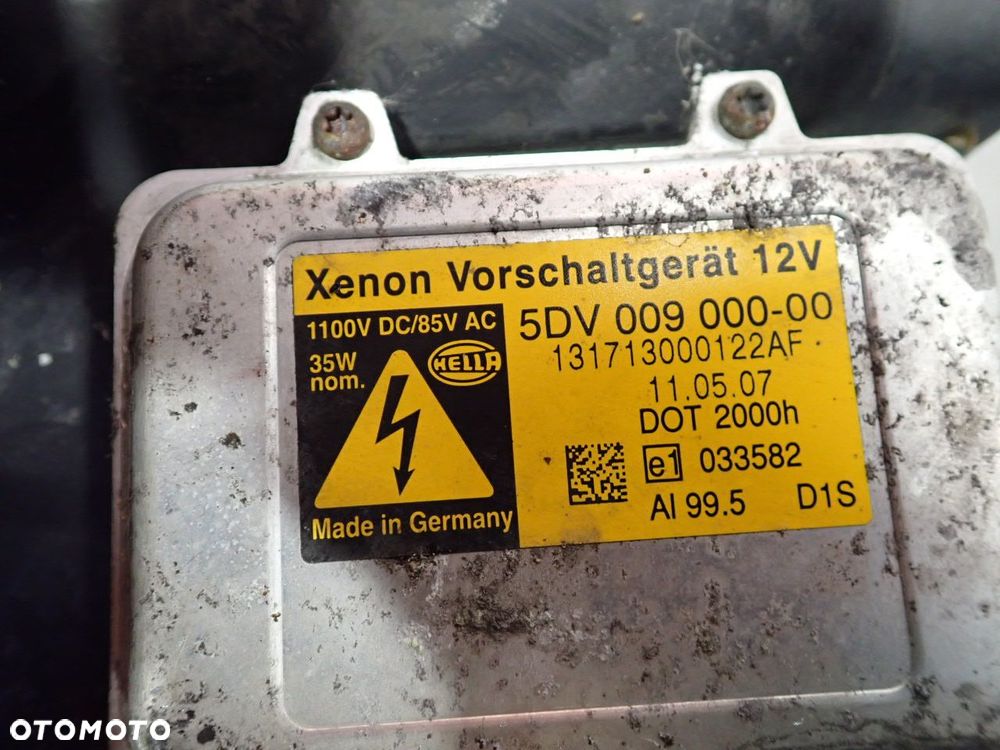 Xenon Vorschaltgerät 12V
1100V DC/85V AC
35W
nom.
HELLA
Made in Germany
5DV 009 000-00
131713000122AF
11.05.07
DOT 2000h
e1 033582
Al 99.5 D1S
OTOMOTO